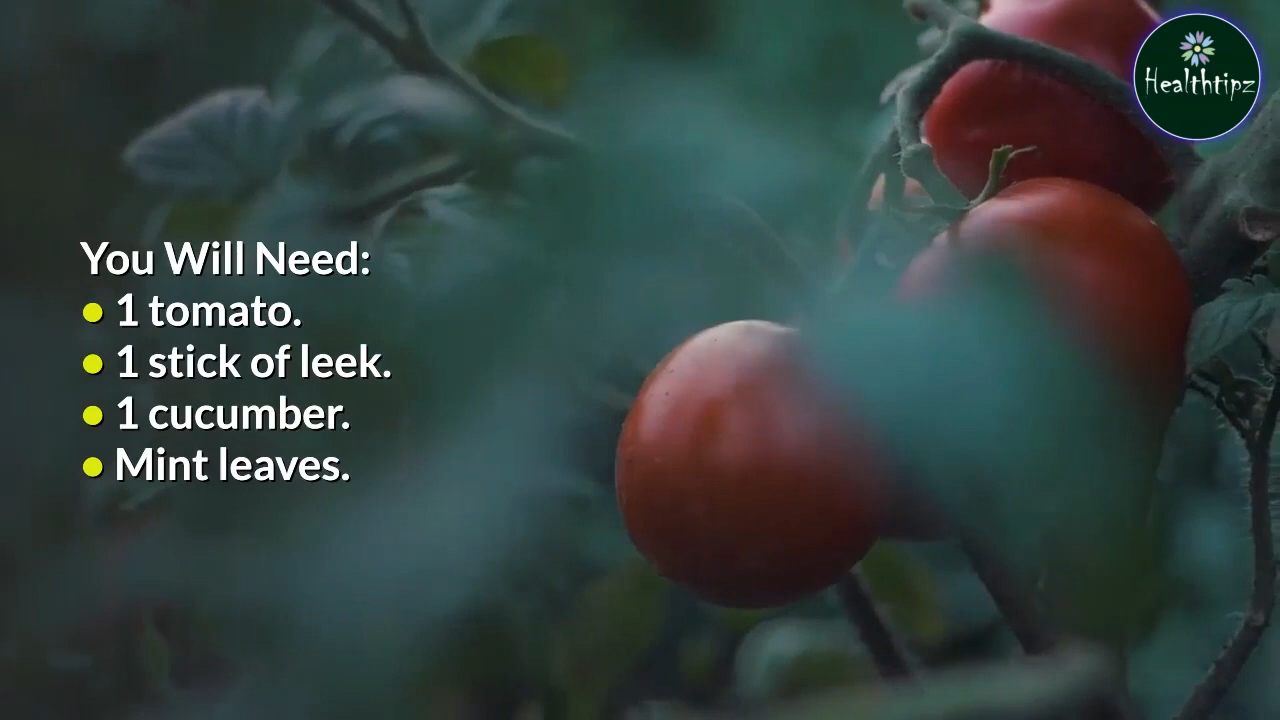 Healthtipz
You Will Need:
● 1 tomato.
● 1 stick of leek.
● 1 cucumber.
● Mint leaves.